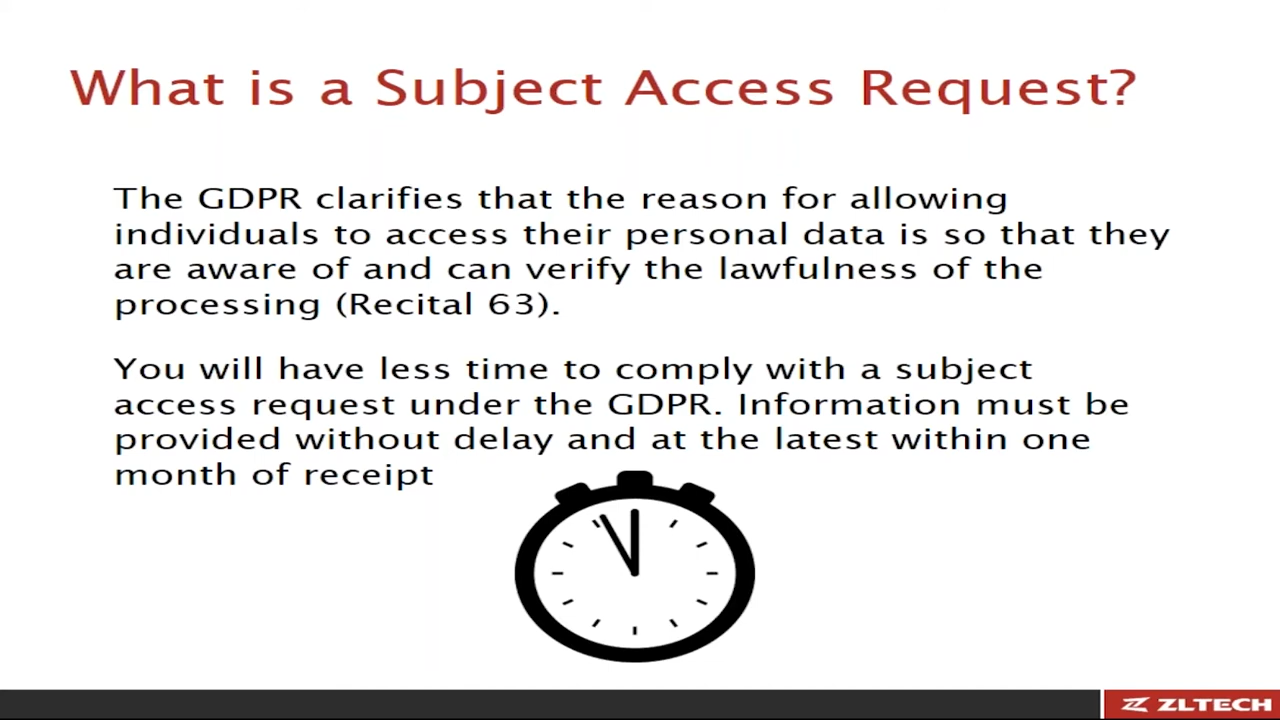 What is a Subject Access Request?
The GDPR clarifies that the reason for allowing
individuals to access their personal data is so that they
are aware of and can verify the lawfulness of the
processing (Recital 63).
You will have less time to comply with a subject
access request under the GDPR. Information must be
provided without delay and at the latest within one
month of receipt
ZLTECH